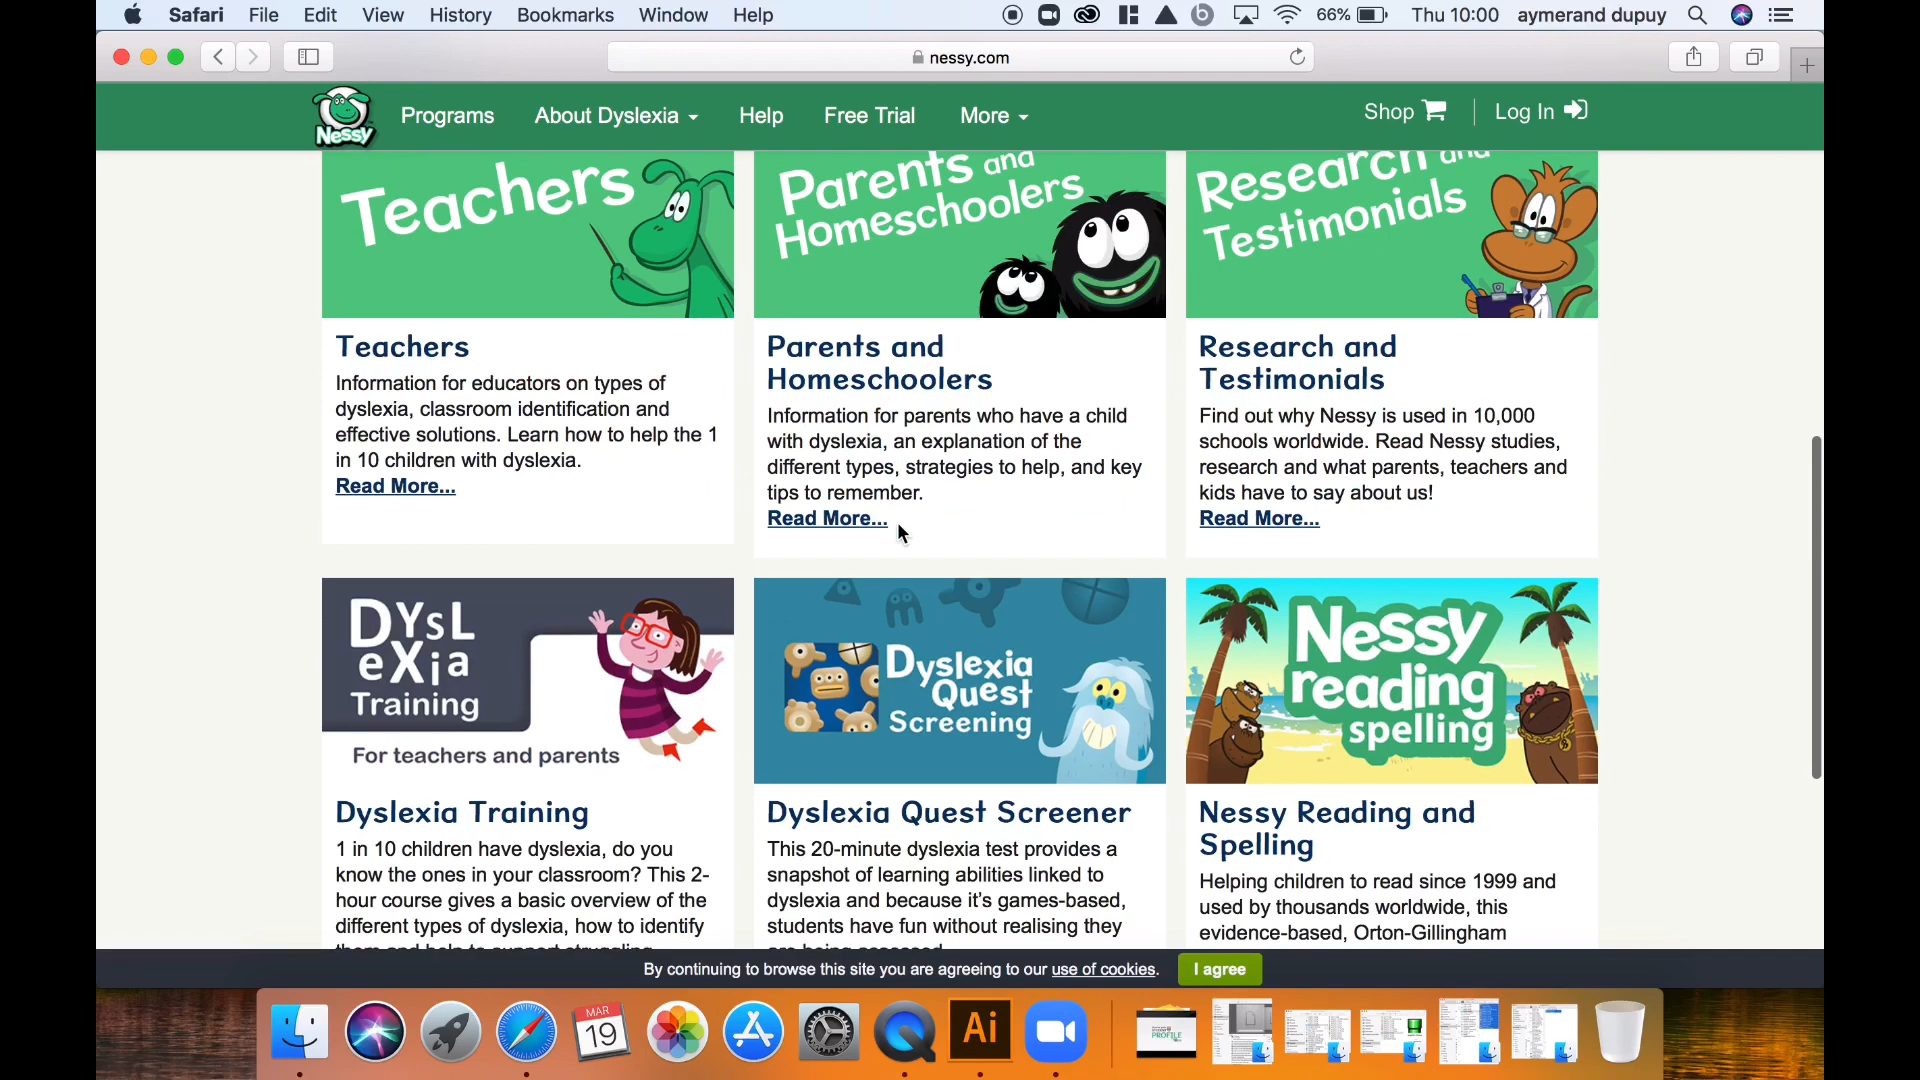 Safari File Edit View History Bookmarks Window Help 66% Thu 10:00 aymerand dupuy
nessy.com
Nessy Programs About Dyslexia Help Free Trial More Shop Log In
Teachers
Parents and
Homeschoolers
Research and
Testimonials
Teachers
Information for educators on types of
dyslexia, classroom identification and
effective solutions. Learn how to help the 1
in 10 children with dyslexia.
Read More...
Parents and
Homeschoolers
Information for parents who have a child
with dyslexia, an explanation of the
different types, strategies to help, and key
tips to remember.
Read More...
Research and
Testimonials
Find out why Nessy is used in 10,000
schools worldwide. Read Nessy studies,
research and what parents, teachers and
kids have to say about us!
Read More...
DYsL
eXia
Training
For teachers and parents
Dyslexia
Quest
Screening
Nessy
reading
spelling
Dyslexia Training
1 in 10 children have dyslexia, do you
know the ones in your classroom? This 2-
hour course gives a basic overview of the
different types of dyslexia, how to identify
Dyslexia Quest Screener
This 20-minute dyslexia test provides a
snapshot of learning abilities linked to
dyslexia and because it's games-based,
students have fun without realising they
Nessy Reading and
Spelling
Helping children to read since 1999 and
used by thousands worldwide, this
evidence-based, Orton-Gillingham
By continuing to browse this site you are agreeing to our use of cookies. I agree
MAR
19
Ai
PROFILE